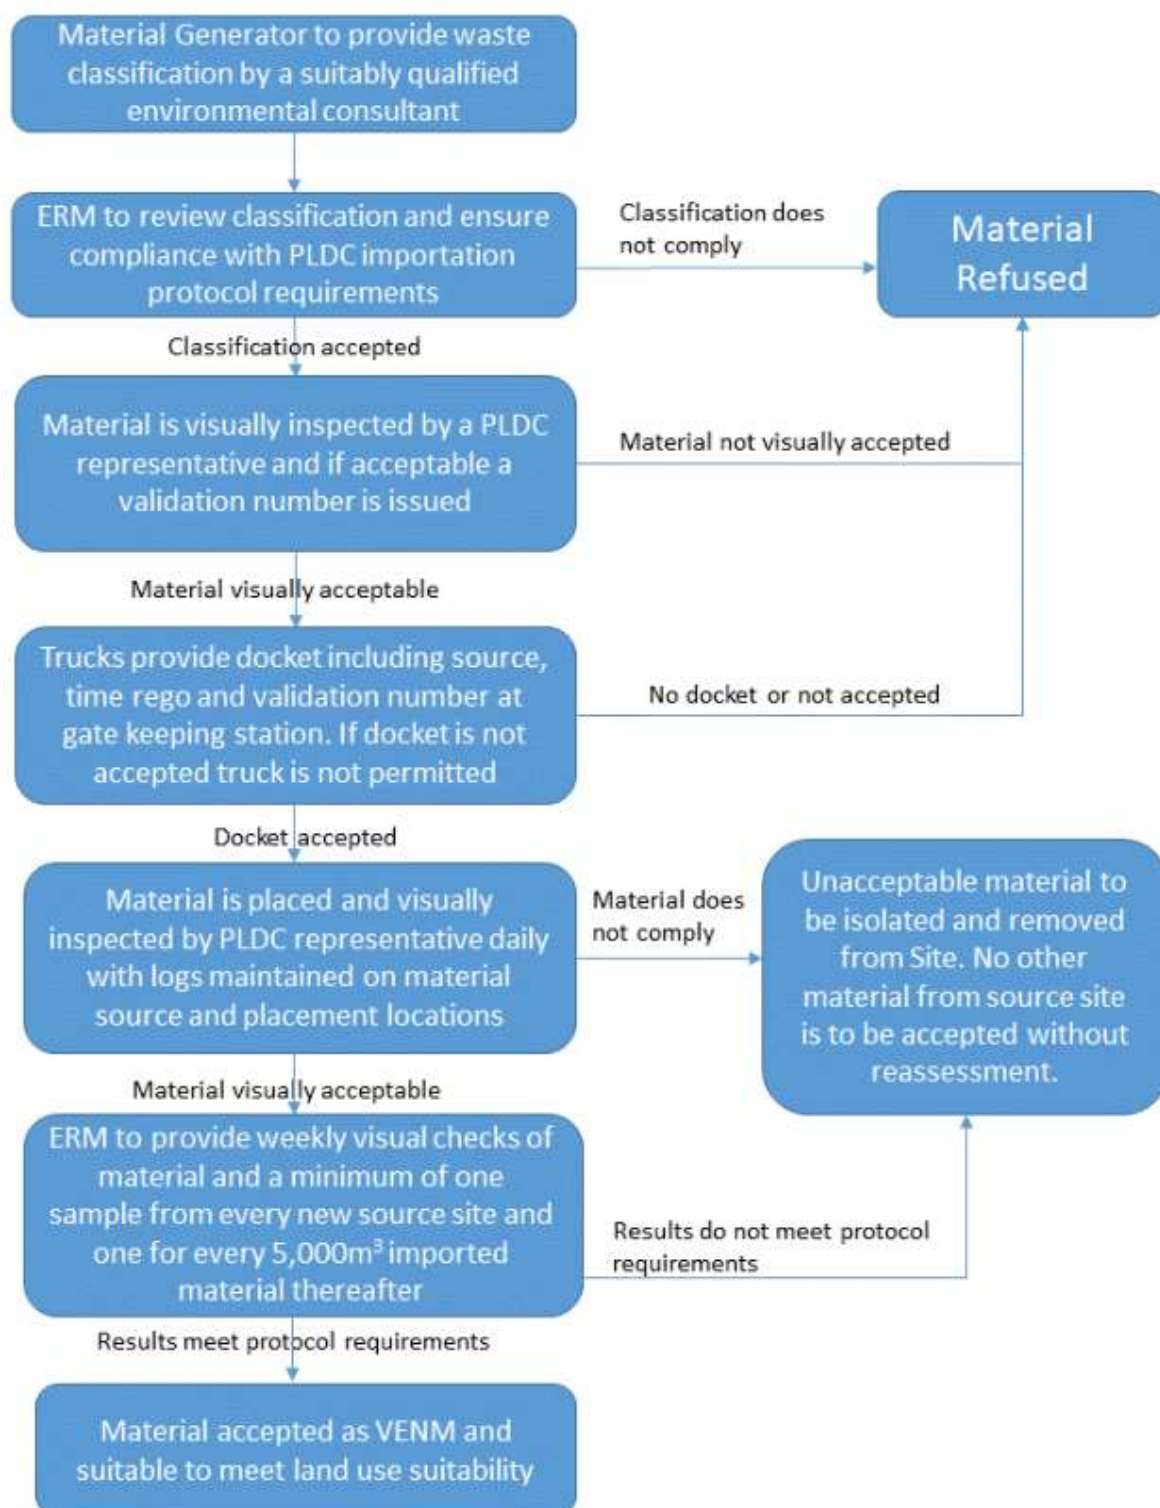 Material Generator to provide waste
classification by a suitably qualified
environmental consultant
ERM to review classification and ensure
compliance with PLDC importation
protocol requirements
Classification does
not comply
Material
Refused
Classification accepted
Material is visually inspected by a PLDC
representative and if acceptable a
validation number is issued
Material not visually accepted
Material visually acceptable
Trucks provide docket including source,
time rego and validation number at
gate keeping station. If docket is not
accepted truck is not permitted
No docket or not accepted
Docket accepted
Material is placed and visually
inspected by PLDC representative daily
with logs maintained on material
source and placement locations
Material does
not comply
Unacceptable material to
be isolated and removed
from Site. No other
material from source site
is to be accepted without
reassessment.
Material visually acceptable
ERM to provide weekly visual checks of
material and a minimum of one
sample from every new source site and
one for every 5,000m³ imported
material thereafter
Results do not meet protocol
requirements
Results meet protocol requirements
Material accepted as VENM and
suitable to meet land use suitability